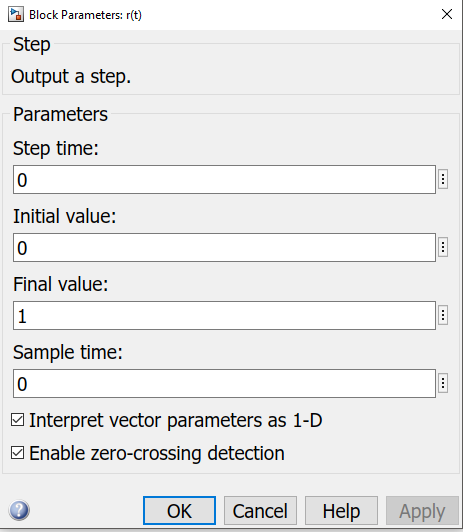 Block Parameters: r(t)
Step
Output a step.
Parameters
Step time:
0
Initial value:
0
Final value:
1
Sample time:
0
Interpret vector parameters as 1-D
Enable zero-crossing detection
OK Cancel Help Apply